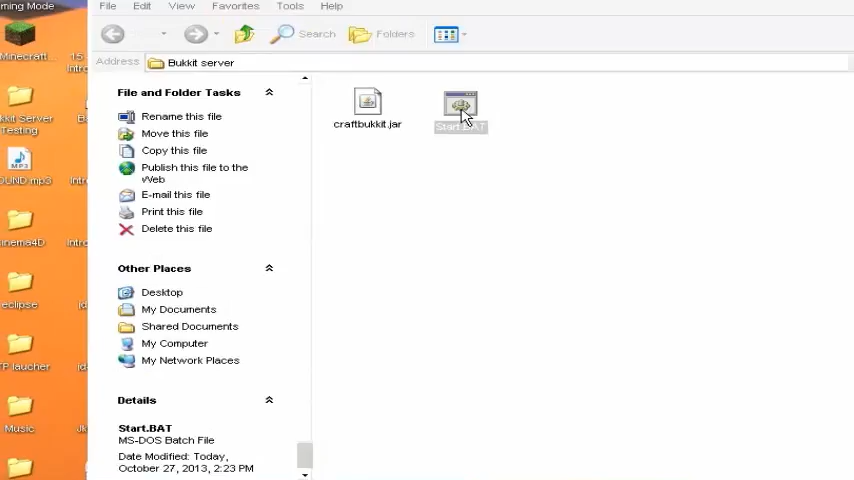 ming Mode
File Edit View Favorites Tools Help
Search Folders
Address Bukkit server
Minecraft...
kkit Server
Testing
OUND.mp3
inema4D
eclipse
TP laucher
Music
File and Folder Tasks
Rename this file
Move this file
Copy this file
Publish this file to the
Web
E-mail this file
Print this file
Delete this file
Other Places
Desktop
My Documents
Shared Documents
My Computer
My Network Places
Details
Start.BAT
MS-DOS Batch File
Date Modified: Today,
October 27, 2013, 2:23 PM
craftbukkit.jar
Start.BAT